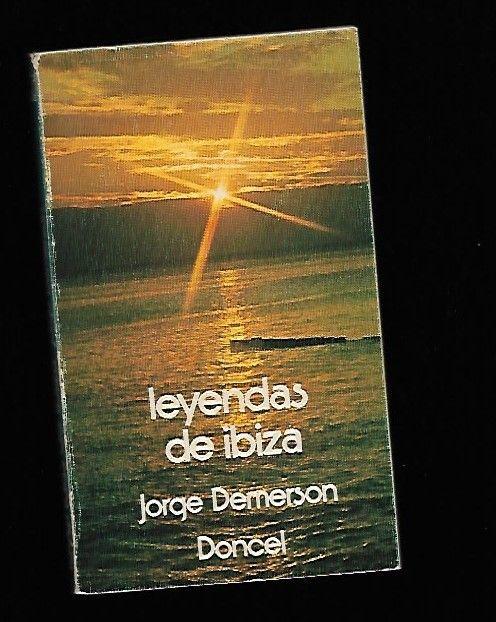 leyendas
de ibiza
Jorge Demerson
Doncel